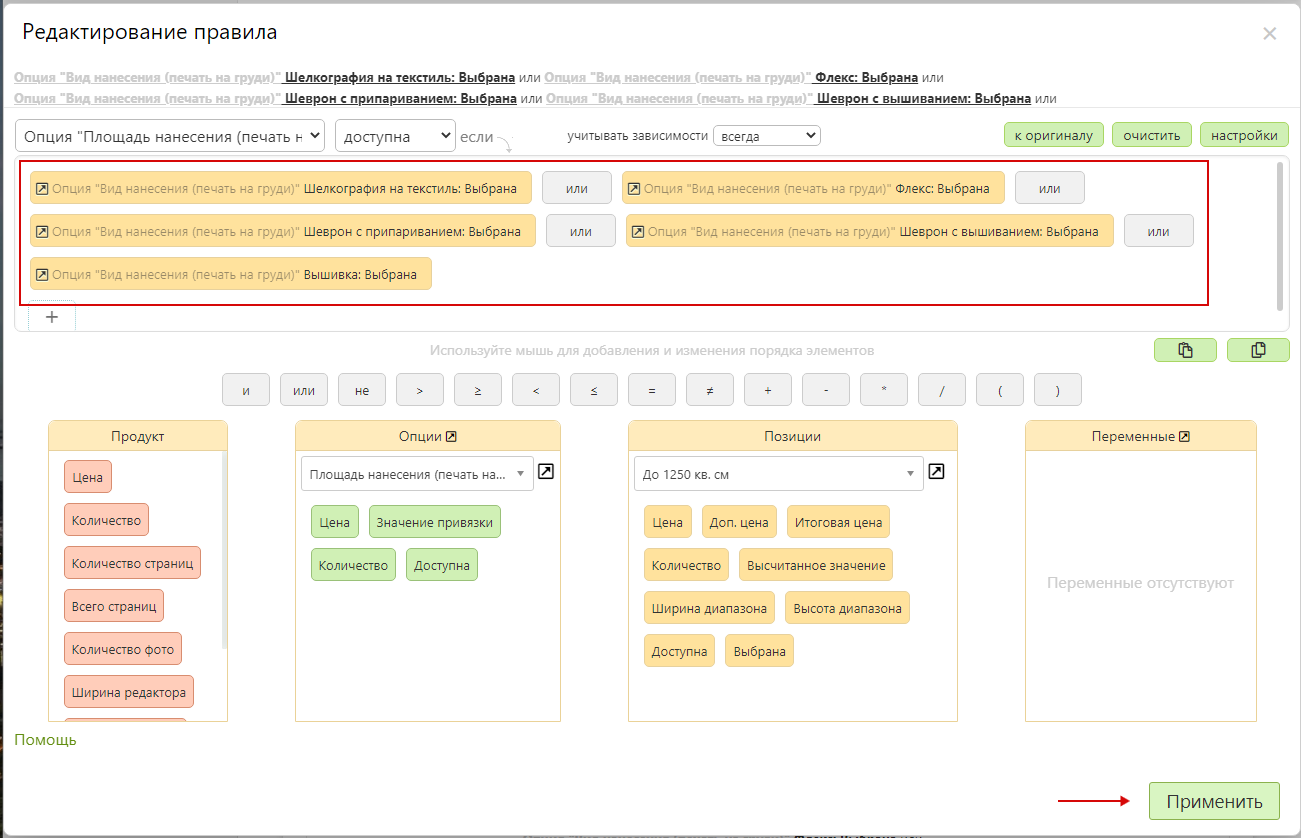 Редактирование правила
Опция "Вид нанесения (печать на груди)" Шелкография на текстиль: Выбрана или Опция "Вид нанесения (печать на груди)" Флекс: Выбрана или
Опция "Вид нанесения (печать на груди)" Шеврон с припариванием: Выбрана или Опция "Вид нанесения (печать на груди)" Шеврон с вышиванием: Выбрана или
Опция "Площадь нанесения (печать н доступна если учитывать зависимости всегда к оригиналу очистить настройки
Опция "Вид нанесения (печать на груди)" Шелкография на текстиль: Выбрана или Опция "Вид нанесения (печать на груди)" Флекс: Выбрана или
Опция "Вид нанесения (печать на груди)" Шеврон с припариванием: Выбрана или Опция "Вид нанесения (печать на груди)" Шеврон с вышиванием: Выбрана или
Опция "Вид нанесения (печать на груди)" Вышивка: Выбрана
+
Используйте мышь для добавления и изменения порядка элементов
и или не > ≥ < ≤ = ≠ + - * / ( )
Продукт
Цена
Количество
Количество страниц
Всего страниц
Количество фото
Ширина редактора
Опции
Площадь нанесения (печать на...
Цена Значение привязки
Количество Доступна
Позиции
До 1250 кв. см
Цена Доп. цена Итоговая цена
Количество Высчитанное значение
Ширина диапазона Высота диапазона
Доступна Выбрана
Переменные
Переменные отсутствуют
Помощь
Применить